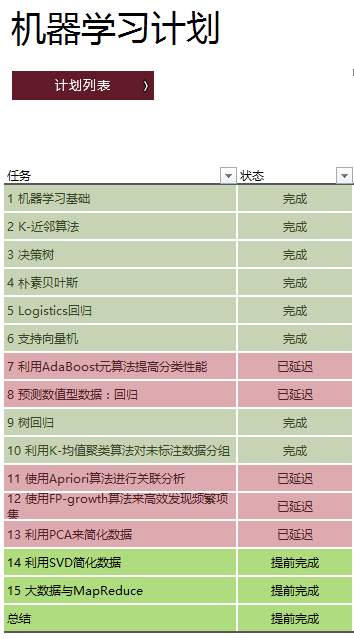 机器学习计划
计划列表
任务 状态
1 机器学习基础 完成
2 K-近邻算法 完成
3 决策树 完成
4 朴素贝叶斯 完成
5 Logistics回归 完成
6 支持向量机 完成
7 利用AdaBoost元算法提高分类性能 已延迟
8 预测数值型数据：回归 已延迟
9 树回归 完成
10 利用K-均值聚类算法对未标注数据分组 完成
11 使用Apriori算法进行关联分析 已延迟
12 使用FP-growth算法来高效发现频繁项 已延迟
集
13 利用PCA来简化数据 已延迟
14 利用SVD简化数据 提前完成
15 大数据与MapReduce 提前完成
总结 提前完成